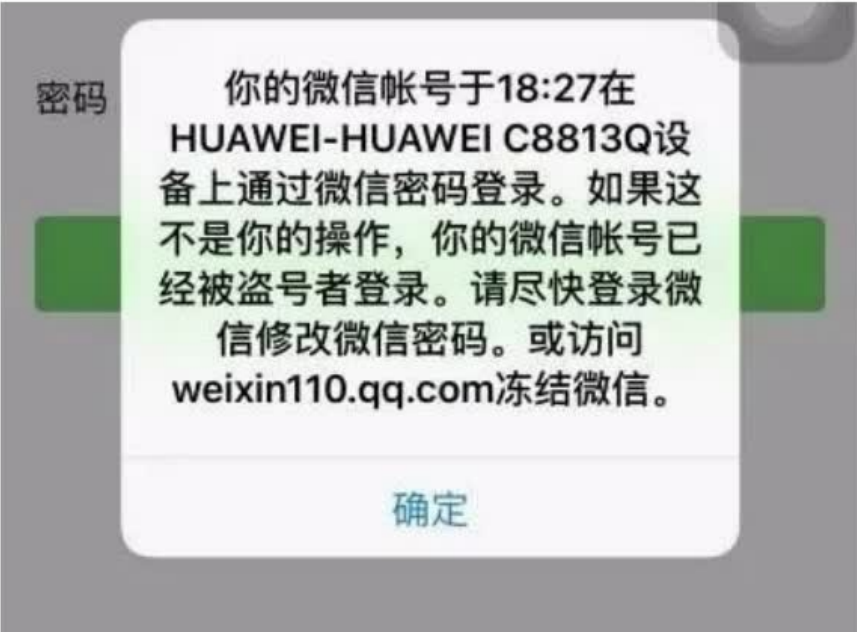 密码
你的微信帐号于18:27在
HUAWEI-HUAWEI C8813Q设
备上通过微信密码登录。如果这
不是你的操作，你的微信帐号已
经被盗号者登录。请尽快登录微
信修改微信密码。或访问
weixin110.qq.com冻结微信。
确定